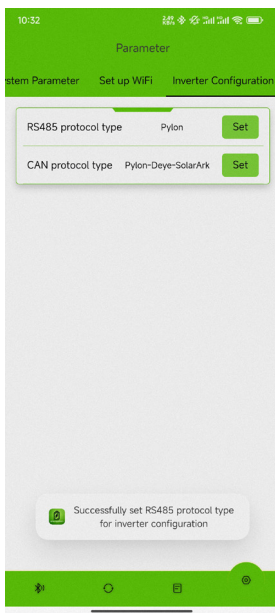 10:32
Parameter
stem Parameter Set up WiFi Inverter Configuration
RS485 protocol type Pylon Set
CAN protocol type Pylon-Deye-SolarArk Set
Successfully set RS485 protocol type
for inverter configuration